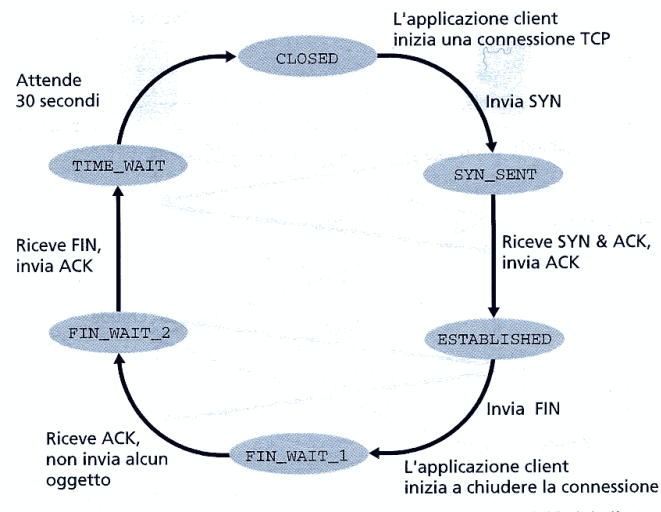 L'applicazione client
inizia una connessione TCP
CLOSED
Invia SYN
SYN_SENT
Riceve SYN & ACK,
invia ACK
ESTABLISHED
Invia FIN
L'applicazione client
inizia a chiudere la connessione
FIN_WAIT_1
Riceve ACK,
non invia alcun
oggetto
FIN_WAIT_2
Riceve FIN,
invia ACK
TIME_WAIT
Attende
30 secondi